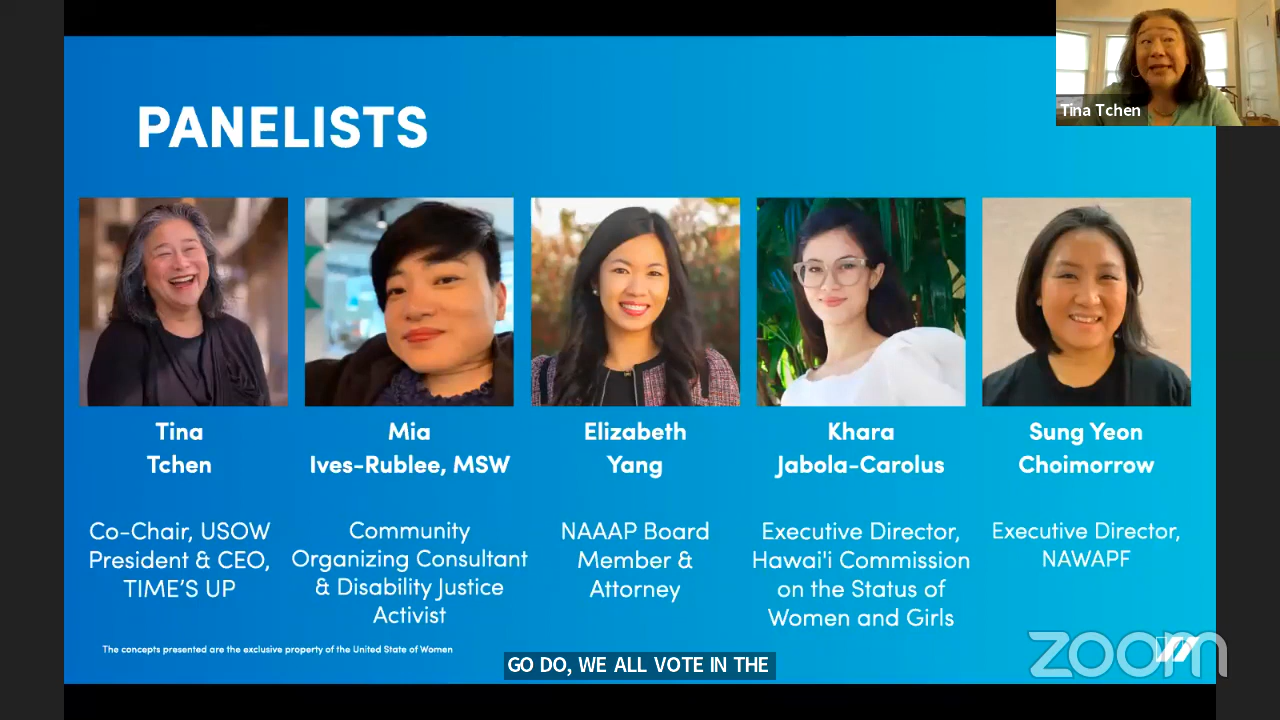 PANELISTS
Tina Tchen
Tina
Tchen
Co-Chair, USOW
President & CEO,
TIME'S UP
Mia
Ives-Rublee, MSW
Community
Organizing Consultant
& Disability Justice
Activist
Elizabeth
Yang
NAAAP Board
Member &
Attorney
Khara
Jabola-Carolus
Executive Director,
Hawai'i Commission
on the Status of
Women and Girls
Sung Yeon
Choimorrow
Executive Director,
NAWAPF
The concepts presented are the exclusive property of the United State of Women
GO DO, WE ALL VOTE IN THE
zoom